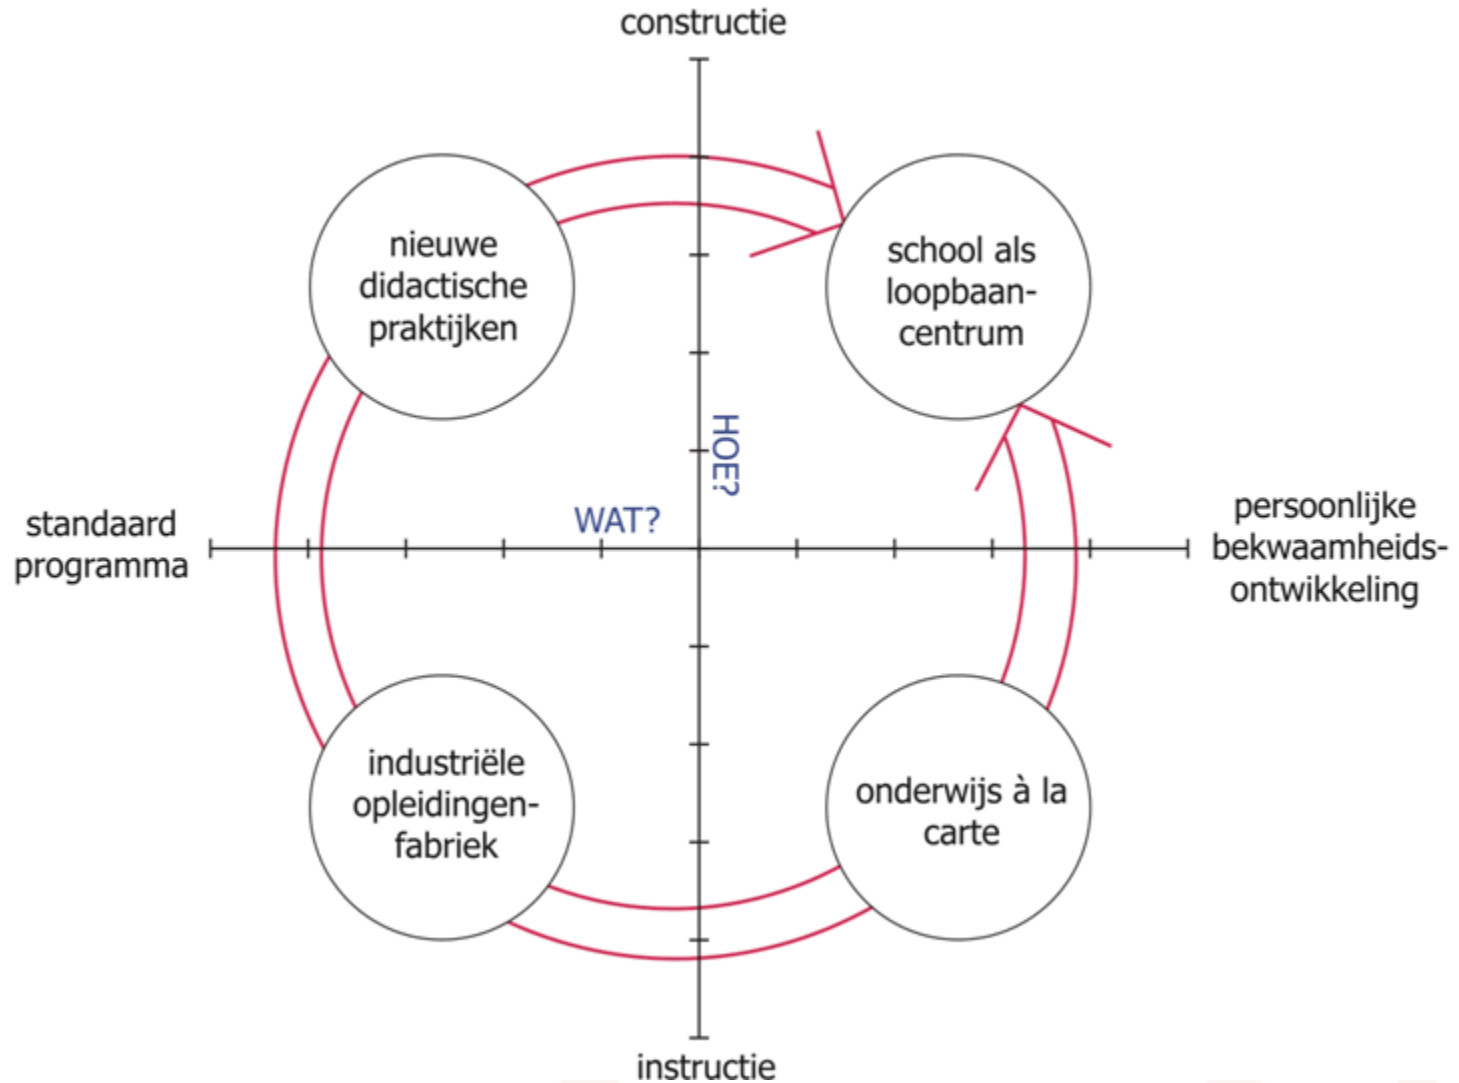 constructie
nieuwe
didactische
praktijken
school als
loopbaan-
centrum
HOE?
WAT?
standaard
programma
persoonlijke
bekwaamheids-
ontwikkeling
industriële
opleidingen-
fabriek
onderwijs à la
carte
instructie